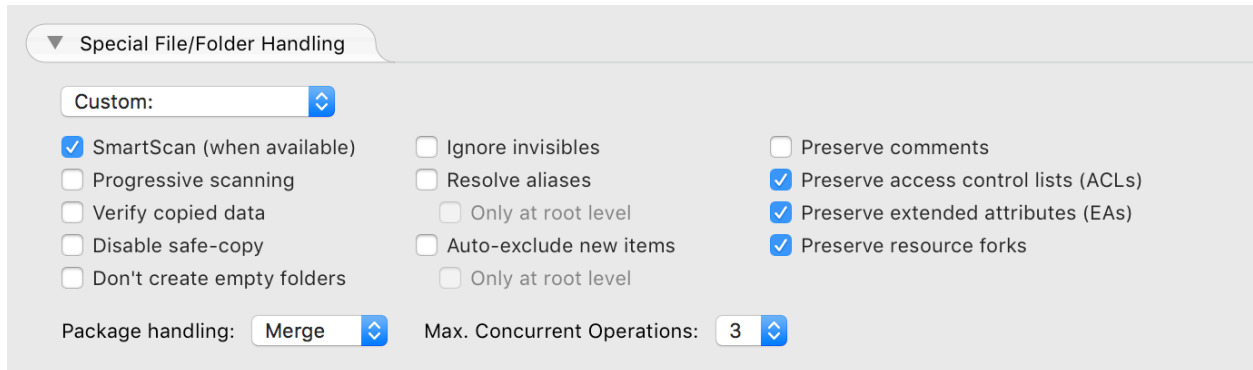 Special File/Folder Handling
Custom:
SmartScan (when available)
Ignore invisibles
Preserve comments
Progressive scanning
Resolve aliases
Preserve access control lists (ACLs)
Verify copied data
Only at root level
Preserve extended attributes (EAs)
Disable safe-copy
Auto-exclude new items
Preserve resource forks
Don't create empty folders
Only at root level
Package handling: Merge
Max. Concurrent Operations: 3